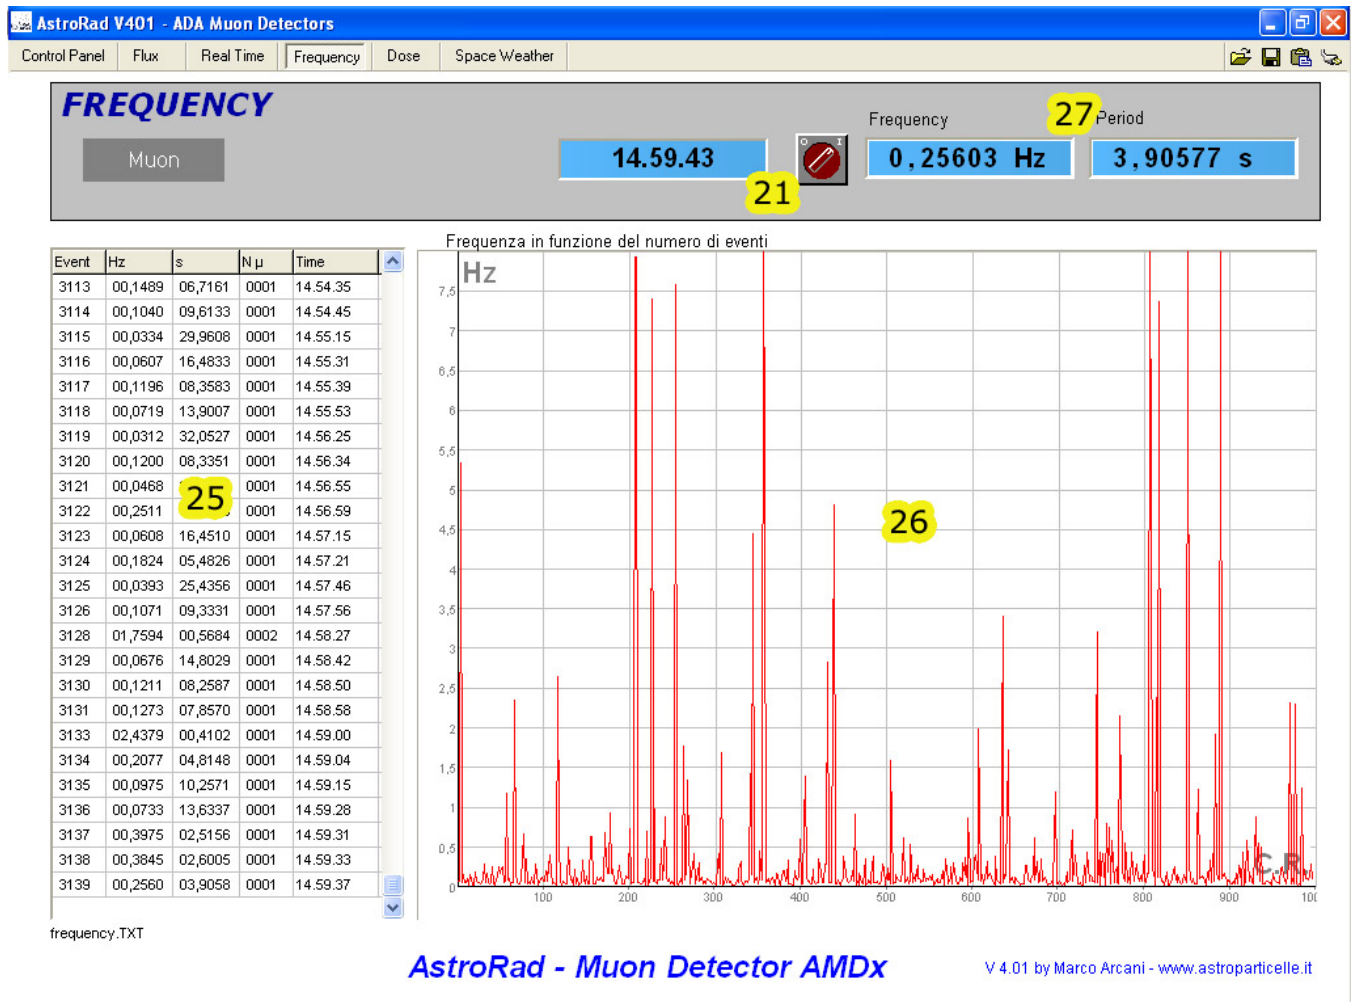 AstroRad V401 - ADA Muon Detectors
Control Panel Flux Real Time Frequency Dose Space Weather
FREQUENCY
Muon
14.59.43
O I
21
Frequency
0,25603 Hz
27
Period
3,90577 s
Event Hz s N µ Time
3113 00,1489 06,7161 0001 14.54.35
3114 00,1040 09,6133 0001 14.54.45
3115 00,0334 29,9608 0001 14.55.15
3116 00,0607 16,4833 0001 14.55.31
3117 00,1196 08,3583 0001 14.55.39
3118 00,0719 13,9007 0001 14.55.53
3119 00,0312 32,0527 0001 14.56.25
3120 00,1200 08,3351 0001 14.56.34
3121 00,0468 0001 14.56.55
3122 00,2511 0001 14.56.59
25
3123 00,0608 16,4510 0001 14.57.15
3124 00,1824 05,4826 0001 14.57.21
3125 00,0393 25,4356 0001 14.57.46
3126 00,1071 09,3331 0001 14.57.56
3128 01,7594 00,5684 0002 14.58.27
3129 00,0676 14,8029 0001 14.58.42
3130 00,1211 08,2587 0001 14.58.50
3131 00,1273 07,8570 0001 14.58.58
3133 02,4379 00,4102 0001 14.59.00
3134 00,2077 04,8148 0001 14.59.04
3135 00,0975 10,2571 0001 14.59.15
3136 00,0733 13,6337 0001 14.59.28
3137 00,3975 02,5156 0001 14.59.31
3138 00,3845 02,6005 0001 14.59.33
3139 00,2560 03,9058 0001 14.59.37
frequency.TXT
Frequenza in funzione del numero di eventi
Hz
7,5
7
6,5
6
5,5
5
4,5
4
3,5
3
2,5
2
1,5
1
0,5
0
26
C.R
100 200 300 400 500 600 700 800 900 100
AstroRad - Muon Detector AMDx
V 4.01 by Marco Arcani - www.astroparticelle.it